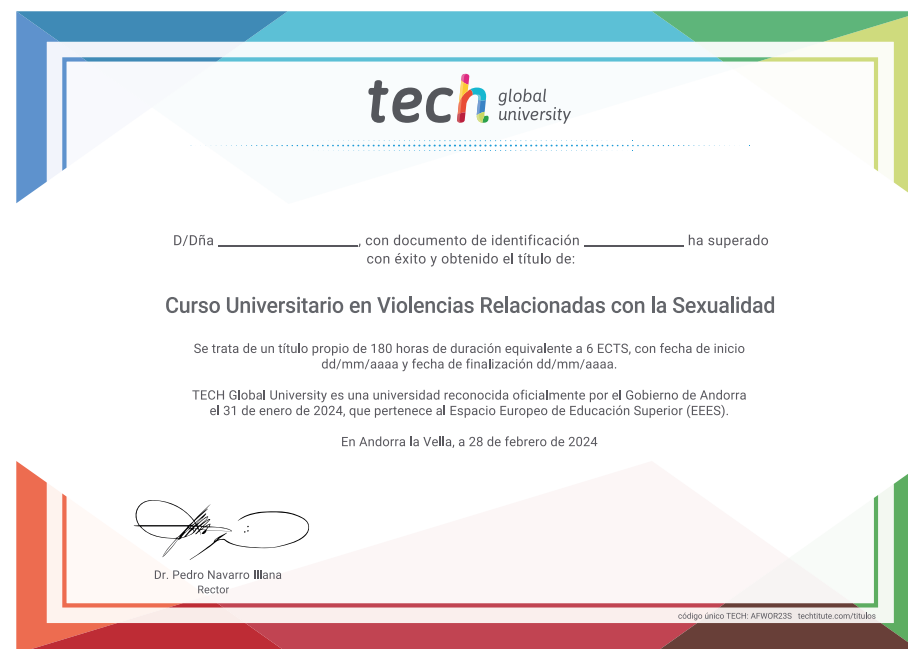 tech global university
D/Dña ____________________, con documento de identificación ______________ ha superado
con éxito y obtenido el título de:
Curso Universitario en Violencias Relacionadas con la Sexualidad
Se trata de un título propio de 180 horas de duración equivalente a 6 ECTS, con fecha de inicio
dd/mm/aaaa y fecha de finalización dd/mm/aaaa.
TECH Global University es una universidad reconocida oficialmente por el Gobierno de Andorra
el 31 de enero de 2024, que pertenece al Espacio Europeo de Educación Superior (EEES).
En Andorra la Vella, a 28 de febrero de 2024
Dr. Pedro Navarro Illana
Rector
código único TECH: AFWOR23S techtitute.com/titulos